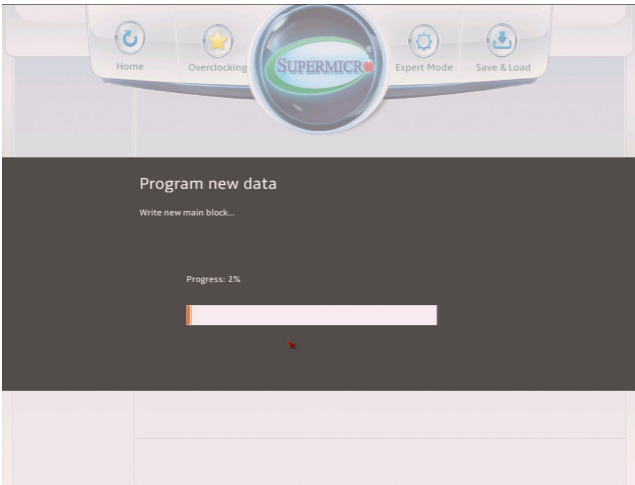 Home
Overclocking
SUPERMICRO
Expert Mode
Save & Load
Program new data
Write new main block...
Progress: 2%